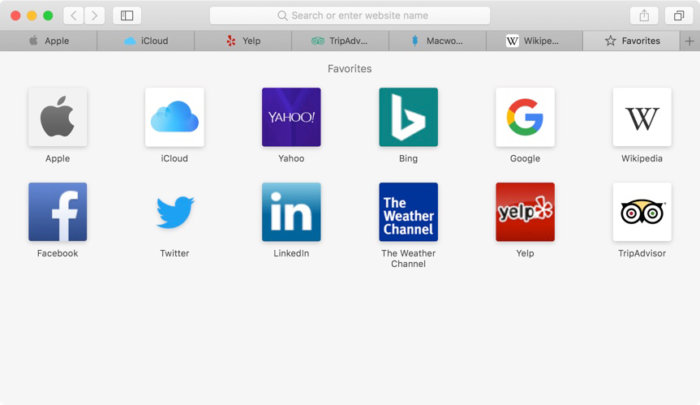 Search or enter website name
Apple
iCloud
Yelp
TripAdv...
Macwo...
W Wikipe...
Favorites
Favorites
YAHOO!
b
G
W
Apple
iCloud
Yahoo
Bing
Google
Wikipedia
f
in
The
Weather
Channel
yelp
Facebook
Twitter
LinkedIn
The Weather
Channel
Yelp
TripAdvisor